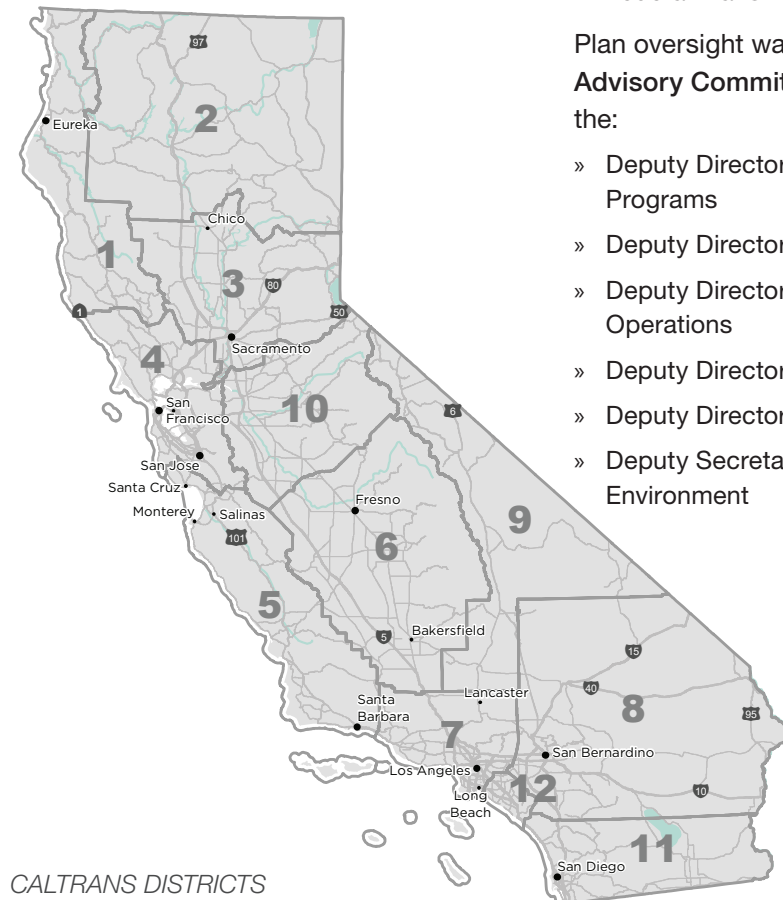 97
2
Eureka
Chico
1
3
80
1
50
Sacramento
4
San
Francisco
10
6
San Jose
Santa Cruz
Monterey
Salinas
101
Fresno
9
6
5
5
Bakersfield
15
40
Lancaster
Santa
Barbara
8
95
7
San Bernardino
Los Angeles
12
Long
Beach
10
11
San Diego
CALTRANS DISTRICTS
Plan oversight wa
Advisory Commit
the:
» Deputy Director
Programs
» Deputy Director
» Deputy Director
Operations
» Deputy Director
» Deputy Director
» Deputy Secreta
Environment